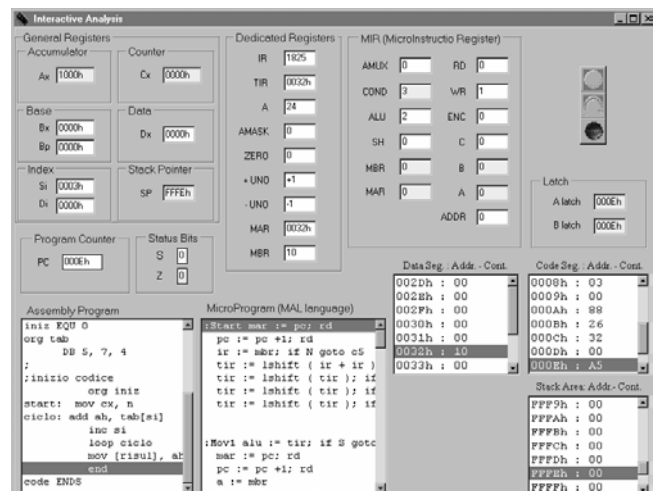 Interactive Analysis
General Registers
Accumulator
Ax 1000h
Counter
Cx 0000h
Base
Bx 0000h
Bp 0000h
Data
Dx 0000h
Index
Si 0003h
Di 0000h
Stack Pointer
SP FFFEh
Program Counter
PC 000Eh
Status Bits
S 0
Z 0
Dedicated Registers
IR 1825
TIR 0032h
A 24
AMASK 0
ZERO 0
+ UNO +1
- UNO -1
MAR 0032h
MBR 10
MIR (MicroInstructio Register)
AMUX 0 RD 0
COND 3 WR 1
ALU 2 ENC 0
SH 0 C 0
MBR 0 B 0
MAR 0 A 0
ADDR 0
Latch
A latch 000Eh
B latch 000Eh
Assembly Program
iniz EQU 0
org tab
DB 5, 7, 4
;
;inizio codice
org iniz
start: mov cx, n
ciclo: add ah, tab[si]
inc si
loop ciclo
mov [risul], ah
end
code ENDS
MicroProgram (MAL language)
:Start mar := pc; rd
pc := pc +1; rd
ir := mbr; if N goto c5
tir := lshift ( ir + ir )
tir := lshift ( tir ); if
tir := lshift ( tir ); if
tir := lshift ( tir ); if
:Mov1 alu := tir; if S goto
mar := pc; rd
pc := pc +1; rd
a := mbr
Data Seg. : Addr. - Cont.
002Dh : 00
002Eh : 00
002Fh : 00
0030h : 00
0031h : 00
0032h : 10
0033h : 00
Code Seg. : Addr. - Cont.
0008h : 03
0009h : 00
000Ah : 88
000Bh : 26
000Ch : 32
000Dh : 00
000Eh : A5
Stack Area: Addr.- Cont.
FFF9h : 00
FFFAh : 00
FFFBh : 00
FFFCh : 00
FFFDh : 00
FFFEh : 00
FFFFh : 00